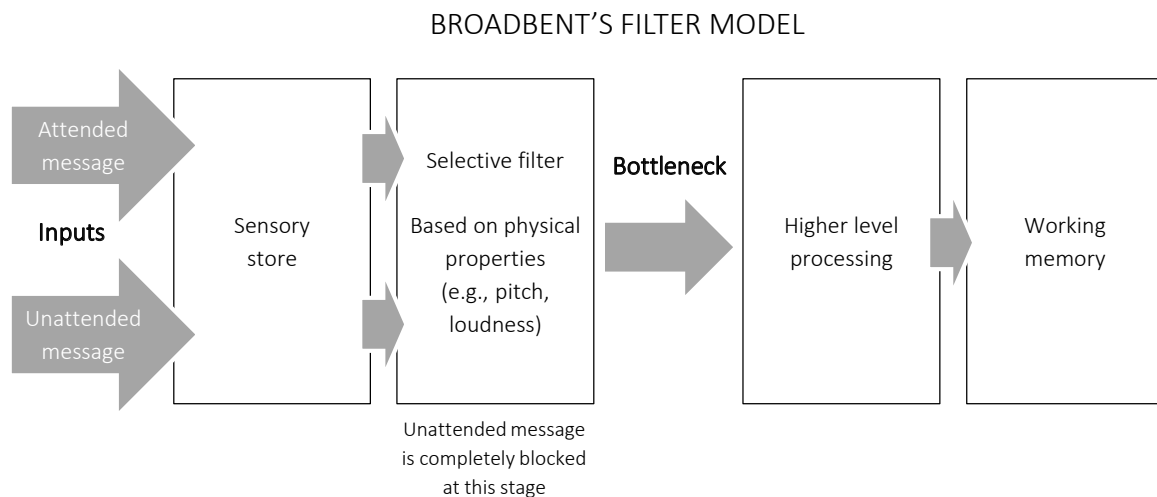 BROADBENT’S FILTER MODEL
Attended
message
Inputs
Unattended
message
Sensory
store
Selective filter
Based on physical
properties
(e.g., pitch,
loudness)
Unattended message
is completely blocked
at this stage
Bottleneck
Higher level
processing
Working
memory